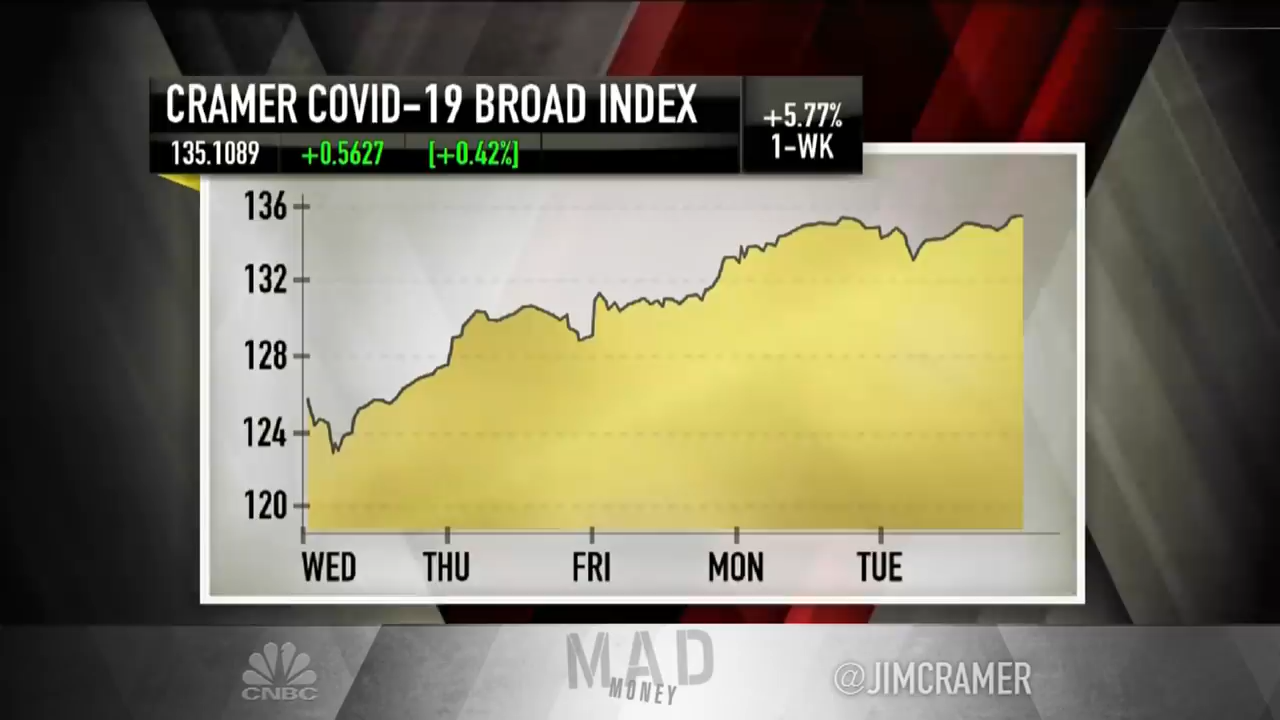 CRAMER COVID-19 BROAD INDEX
135.1089 +0.5627 [+0.42%]
+5.77%
1-WK
136
132
128
124
120
WED THU FRI MON TUE
CNBC
MAD
MONEY
@JIMCRAMER